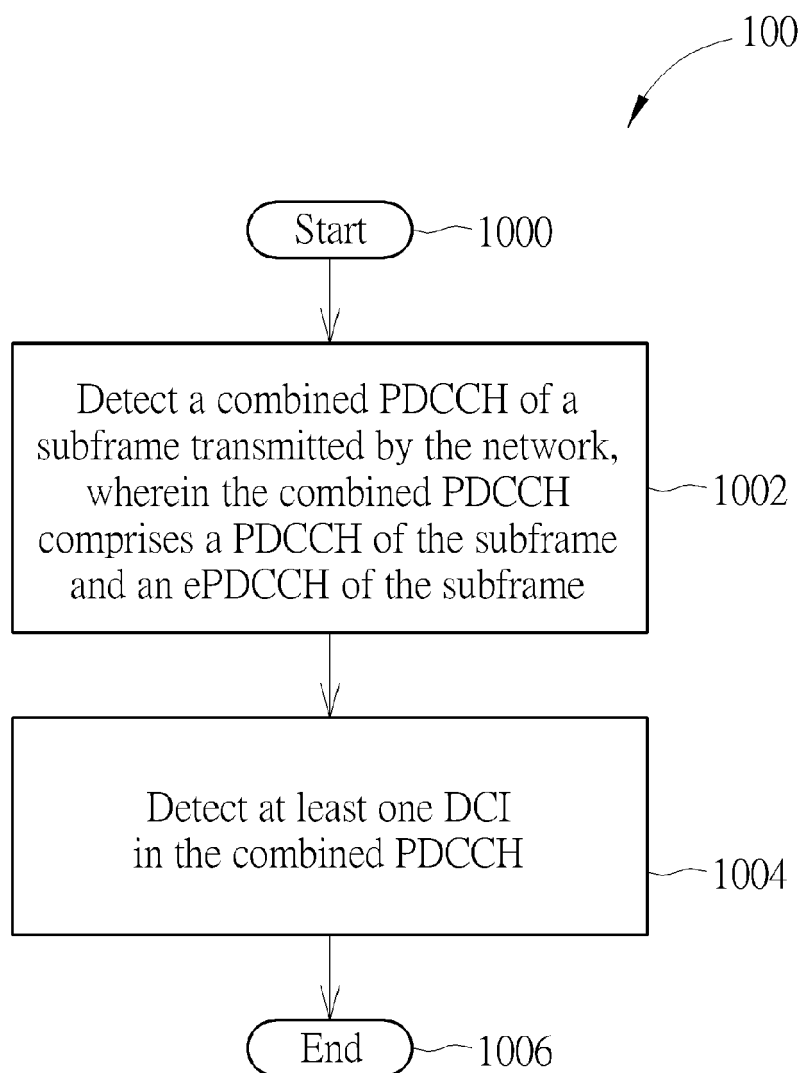 100
Start
1000
Detect a combined PDCCH of a
subframe transmitted by the network,
wherein the combined PDCCH
comprises a PDCCH of the subframe
and an ePDCCH of the subframe
1002
Detect at least one DCI
in the combined PDCCH
1004
End
1006